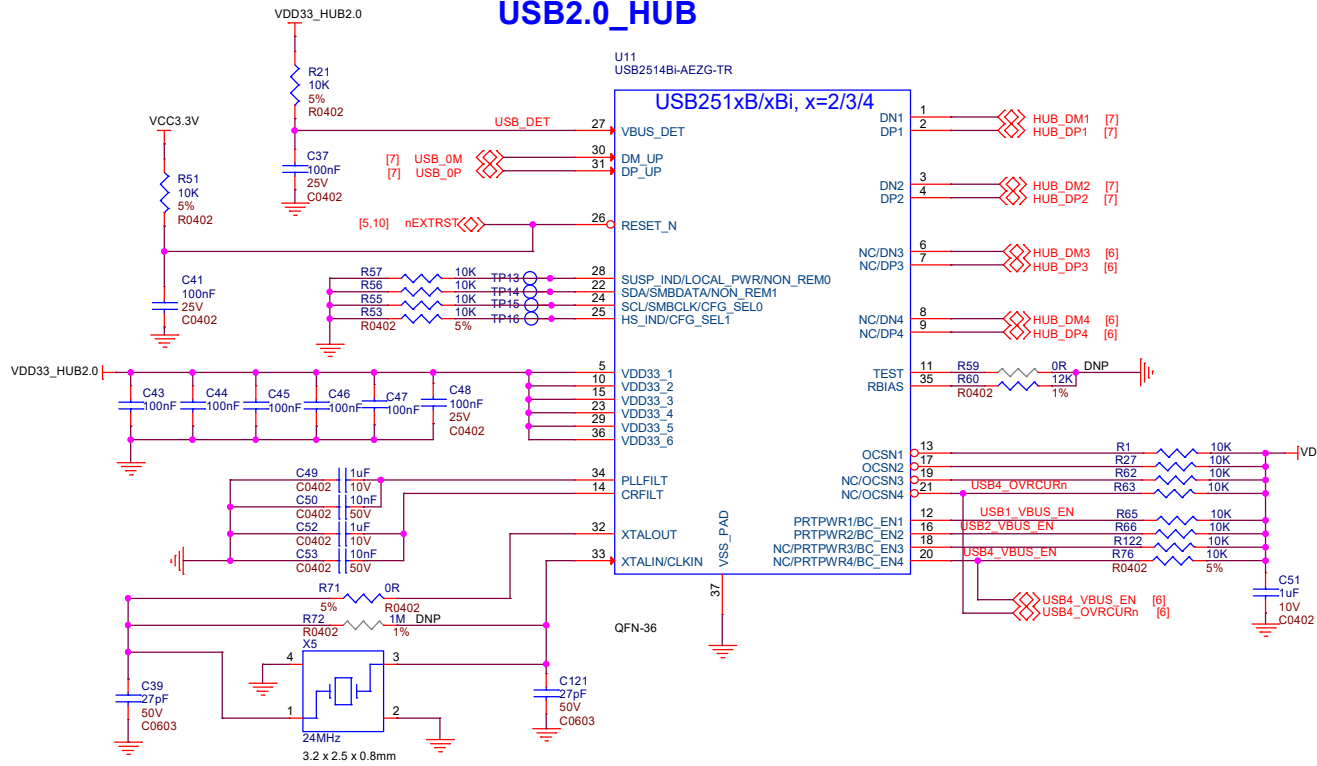 USB2.0_HUB
VDD33_HUB2.0
R21
10K
5%
R0402
C37
100nF
25V
C0402
VCC3.3V
R51
10K
5%
R0402
C41
100nF
25V
C0402
U11
USB2514Bi-AEZG-TR
USB251xB/xBi, x=2/3/4
USB_DET 27 VBUS_DET
[7] USB_0M 30 DM_UP
[7] USB_0P 31 DP_UP
[5,10] nEXTRST 26 RESET_N
R57 10K TP13 28 SUSP_IND/LOCAL_PWR/NON_REM0
R56 10K TP14 22 SDA/SMBDATA/NON_REM1
R55 10K TP15 24 SCL/SMBCLK/CFG_SEL0
R53 10K TP16 25 HS_IND/CFG_SEL1
R0402 5%
VDD33_HUB2.0
5 VDD33_1
10 VDD33_2
15 VDD33_3
23 VDD33_4
29 VDD33_5
36 VDD33_6
C43
100nF
C44
100nF
C45
100nF
C46
100nF
C47
100nF
C48
100nF
25V
C0402
34 PLLFILT
14 CRFILT
C49 1uF
C0402 10V
C50 10nF
C0402 50V
C52 1uF
C0402 10V
C53 10nF
C0402 50V
32 XTALOUT
33 XTALIN/CLKIN
R71 0R
5% R0402
R72 1M DNP
R0402 1%
X5
4 3
1 2
24MHz
3.2 x 2.5 x 0.8mm
C39
27pF
50V
C0603
C121
27pF
50V
C0603
VSS_PAD
37
QFN-36
DN1 1 HUB_DM1 [7]
DP1 2 HUB_DP1 [7]
DN2 3 HUB_DM2 [7]
DP2 4 HUB_DP2 [7]
NC/DN3 6 HUB_DM3 [6]
NC/DP3 7 HUB_DP3 [6]
NC/DN4 8 HUB_DM4 [6]
NC/DP4 9 HUB_DP4 [6]
TEST 11 R59 0R DNP
RBIAS 35 R60 12K
R0402 1%
OCSN1 13 R1 10K
OCSN2 17 R27 10K
NC/OCSN3 19 R62 10K
NC/OCSN4 21 USB4_OVRCURn R63 10K
VD
PRTPWR1/BC_EN1 12 USB1_VBUS_EN R65 10K
PRTPWR2/BC_EN2 16 USB2_VBUS_EN R66 10K
NC/PRTPWR3/BC_EN3 18 R122 10K
NC/PRTPWR4/BC_EN4 20 USB4_VBUS_EN R76 10K
R0402 5%
C51
1uF
10V
C0402
USB4_VBUS_EN [6]
USB4_OVRCURn [6]